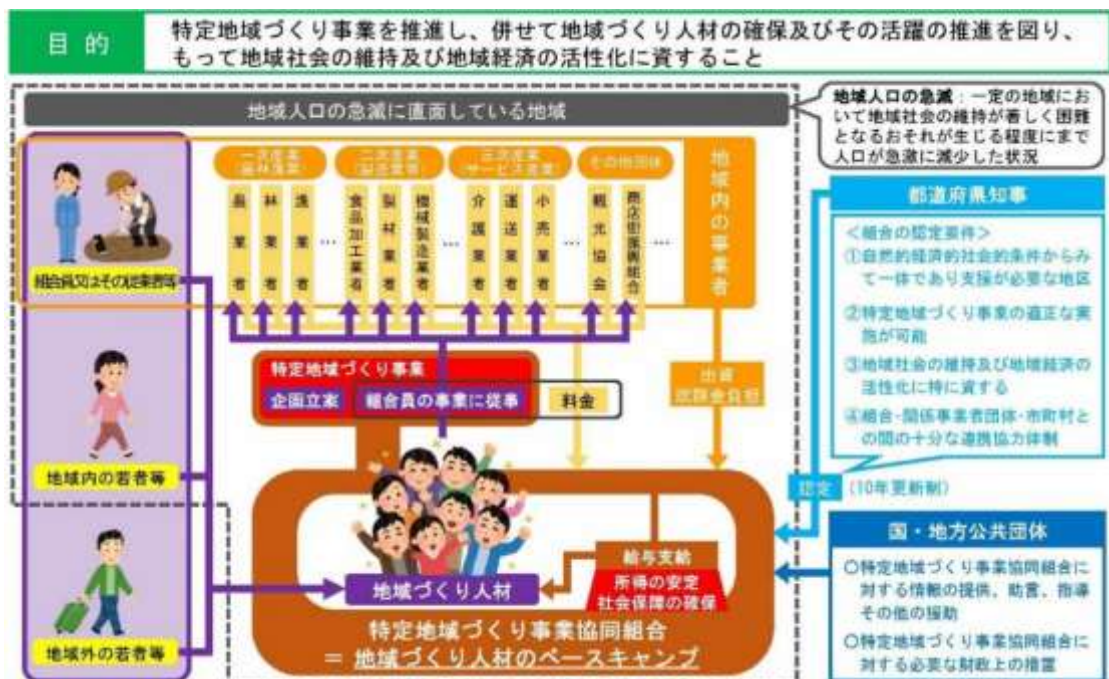 目的
特定地域づくり事業を推進し、併せて地域づくり人材の確保及びその活躍の推進を図り、
もって地域社会の維持及び地域経済の活性化に資すること
地域人口の急減に直面している地域
地域人口の急減：一定の地域にお
いて地域社会の維持が著しく困難
となるおそれが生じる程度にまで
人口が急激に減少した状況
一次産業
(農林漁業)
二次産業
(製造業等)
三次産業
(サービス産業)
その他団体
農業者
林業者
漁業者
…
食品加工業者
製材業者
機械製造業者
…
介護業者
運送業者
小売業者
…
観光協会
商店街振興組合
…
地域内の事業者
組合員又はその従業者等
地域内の若者等
地域外の若者等
特定地域づくり事業
企画立案
組合員の事業に従事
料金
出資
賦課金負担
地域づくり人材
給与支給
所得の安定
社会保障の確保
特定地域づくり事業協同組合
＝ 地域づくり人材のベースキャンプ
都道府県知事
＜組合の認定要件＞
①自然的経済的社会的条件からみ
て一体であり支援が必要な地区
②特定地域づくり事業の適正な実
施が可能
③地域社会の維持及び地域経済の
活性化に特に資する
④組合・関係事業者団体・市町村と
の間の十分な連携協力体制
認定
(10年更新制)
国・地方公共団体
〇特定地域づくり事業協同組合に
対する情報の提供、助言、指導
その他の援助
〇特定地域づくり事業協同組合に
対する必要な財政上の措置